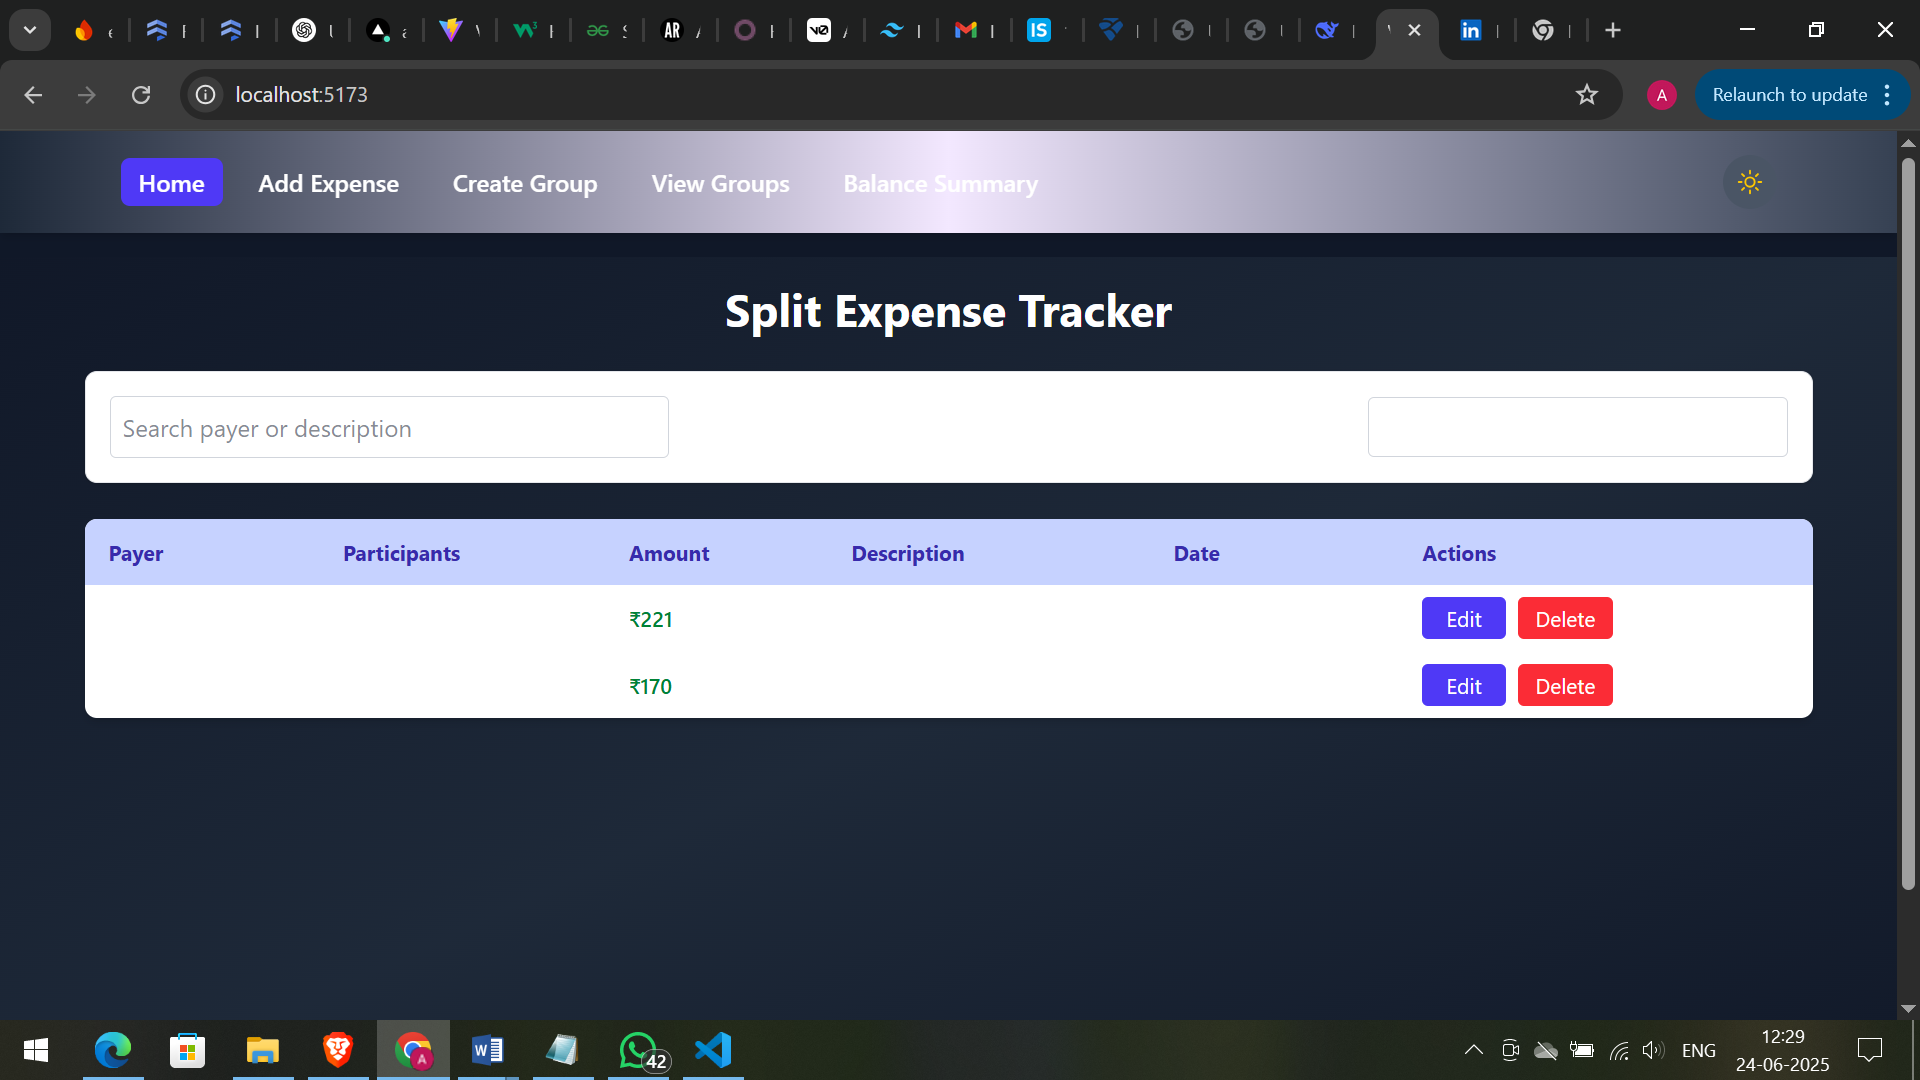 localhost:5173
A
Relaunch to update
Home
Add Expense
Create Group
View Groups
Balance Summary
Split Expense Tracker
Search payer or description
Payer Participants Amount Description Date Actions
₹221 Edit Delete
₹170 Edit Delete
42
ENG
12:29
24-06-2025